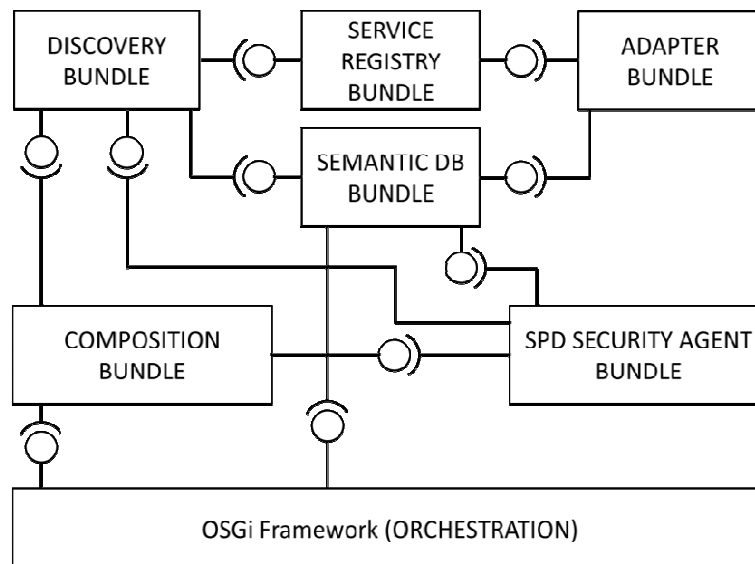 DISCOVERY
BUNDLE
SERVICE
REGISTRY
BUNDLE
ADAPTER
BUNDLE
SEMANTIC DB
BUNDLE
COMPOSITION
BUNDLE
SPD SECURITY AGENT
BUNDLE
OSGi Framework (ORCHESTRATION)